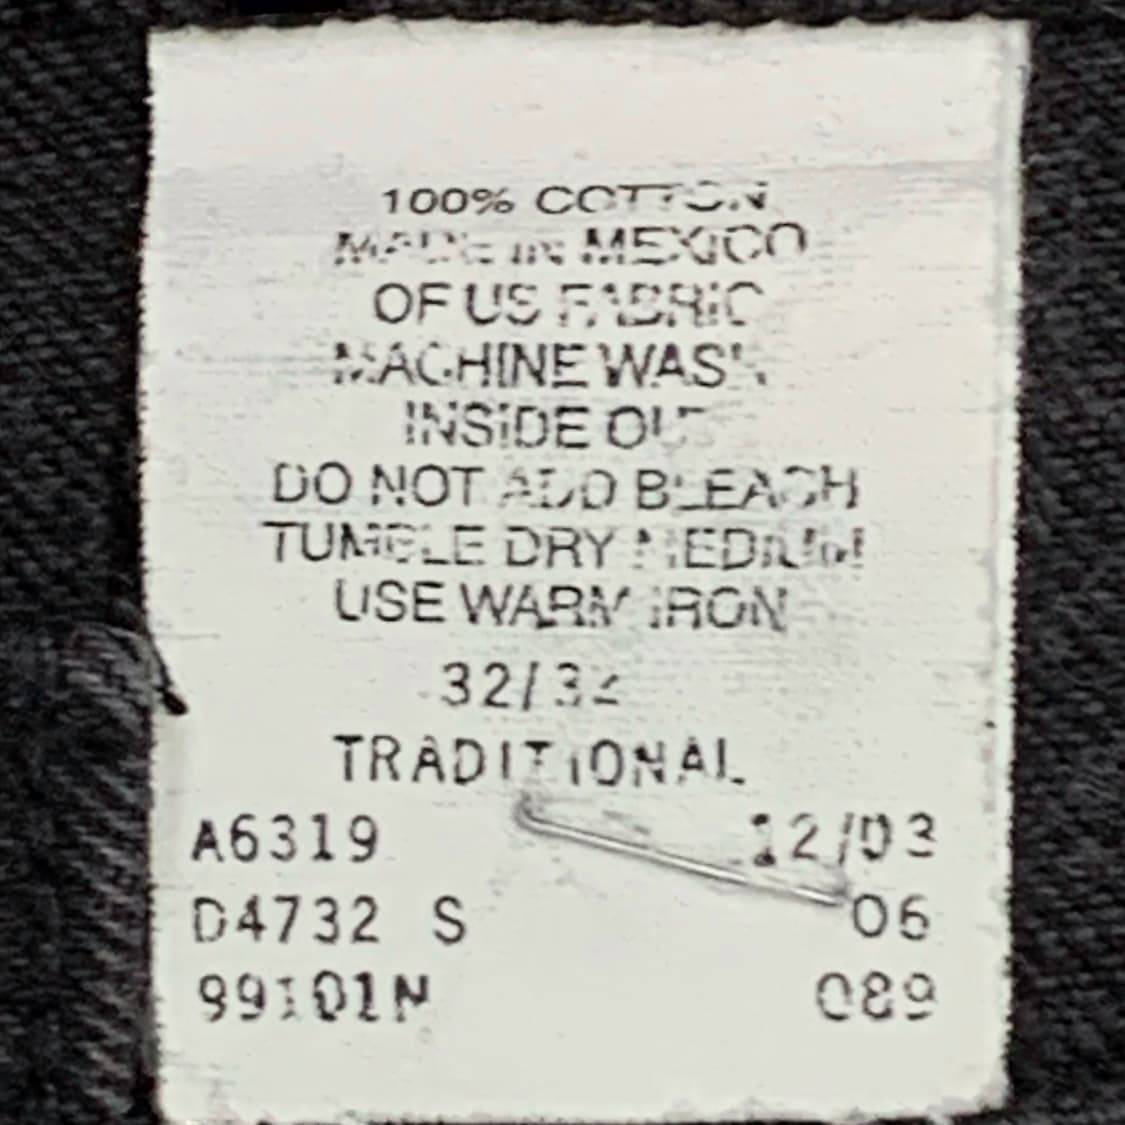 100% COTTON
MADE IN MEXICO
OF US FABRIC
MACHINE WASH
INSIDE OUT
DO NOT ADD BLEACH
TUMBLE DRY MEDIUM
USE WARM IRON
32/32
TRADITIONAL
A6319 12/03
D4732 S 06
99101N 089